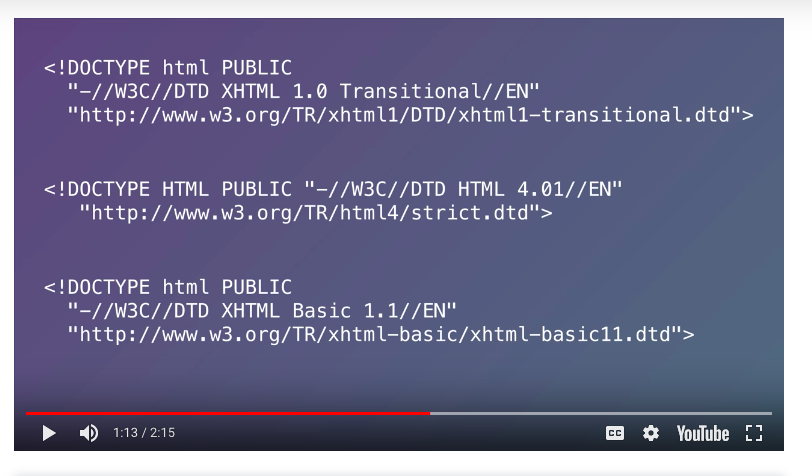 <!DOCTYPE html PUBLIC
"-//W3C//DTD XHTML 1.0 Transitional//EN"
"http://www.w3.org/TR/xhtml1/DTD/xhtml1-transitional.dtd">
<!DOCTYPE HTML PUBLIC "-//W3C//DTD HTML 4.01//EN"
"http://www.w3.org/TR/html4/strict.dtd">
<!DOCTYPE html PUBLIC
"-//W3C//DTD XHTML Basic 1.1//EN"
"http://www.w3.org/TR/xhtml-basic/xhtml-basic11.dtd">
1:13 / 2:15 CC YouTube